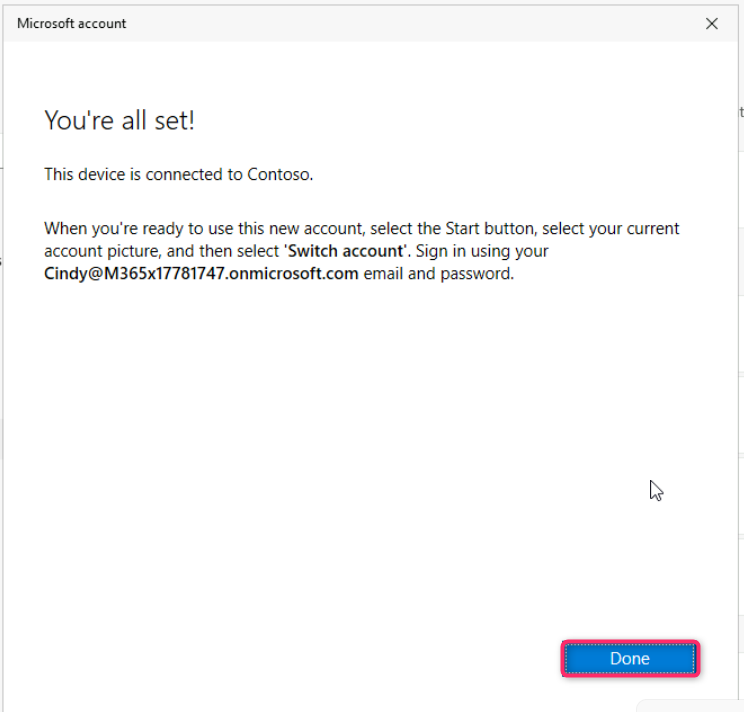 Microsoft account
You're all set!
This device is connected to Contoso.
When you're ready to use this new account, select the Start button, select your current
account picture, and then select 'Switch account'. Sign in using your
Cindy@M365x17781747.onmicrosoft.com email and password.
Done